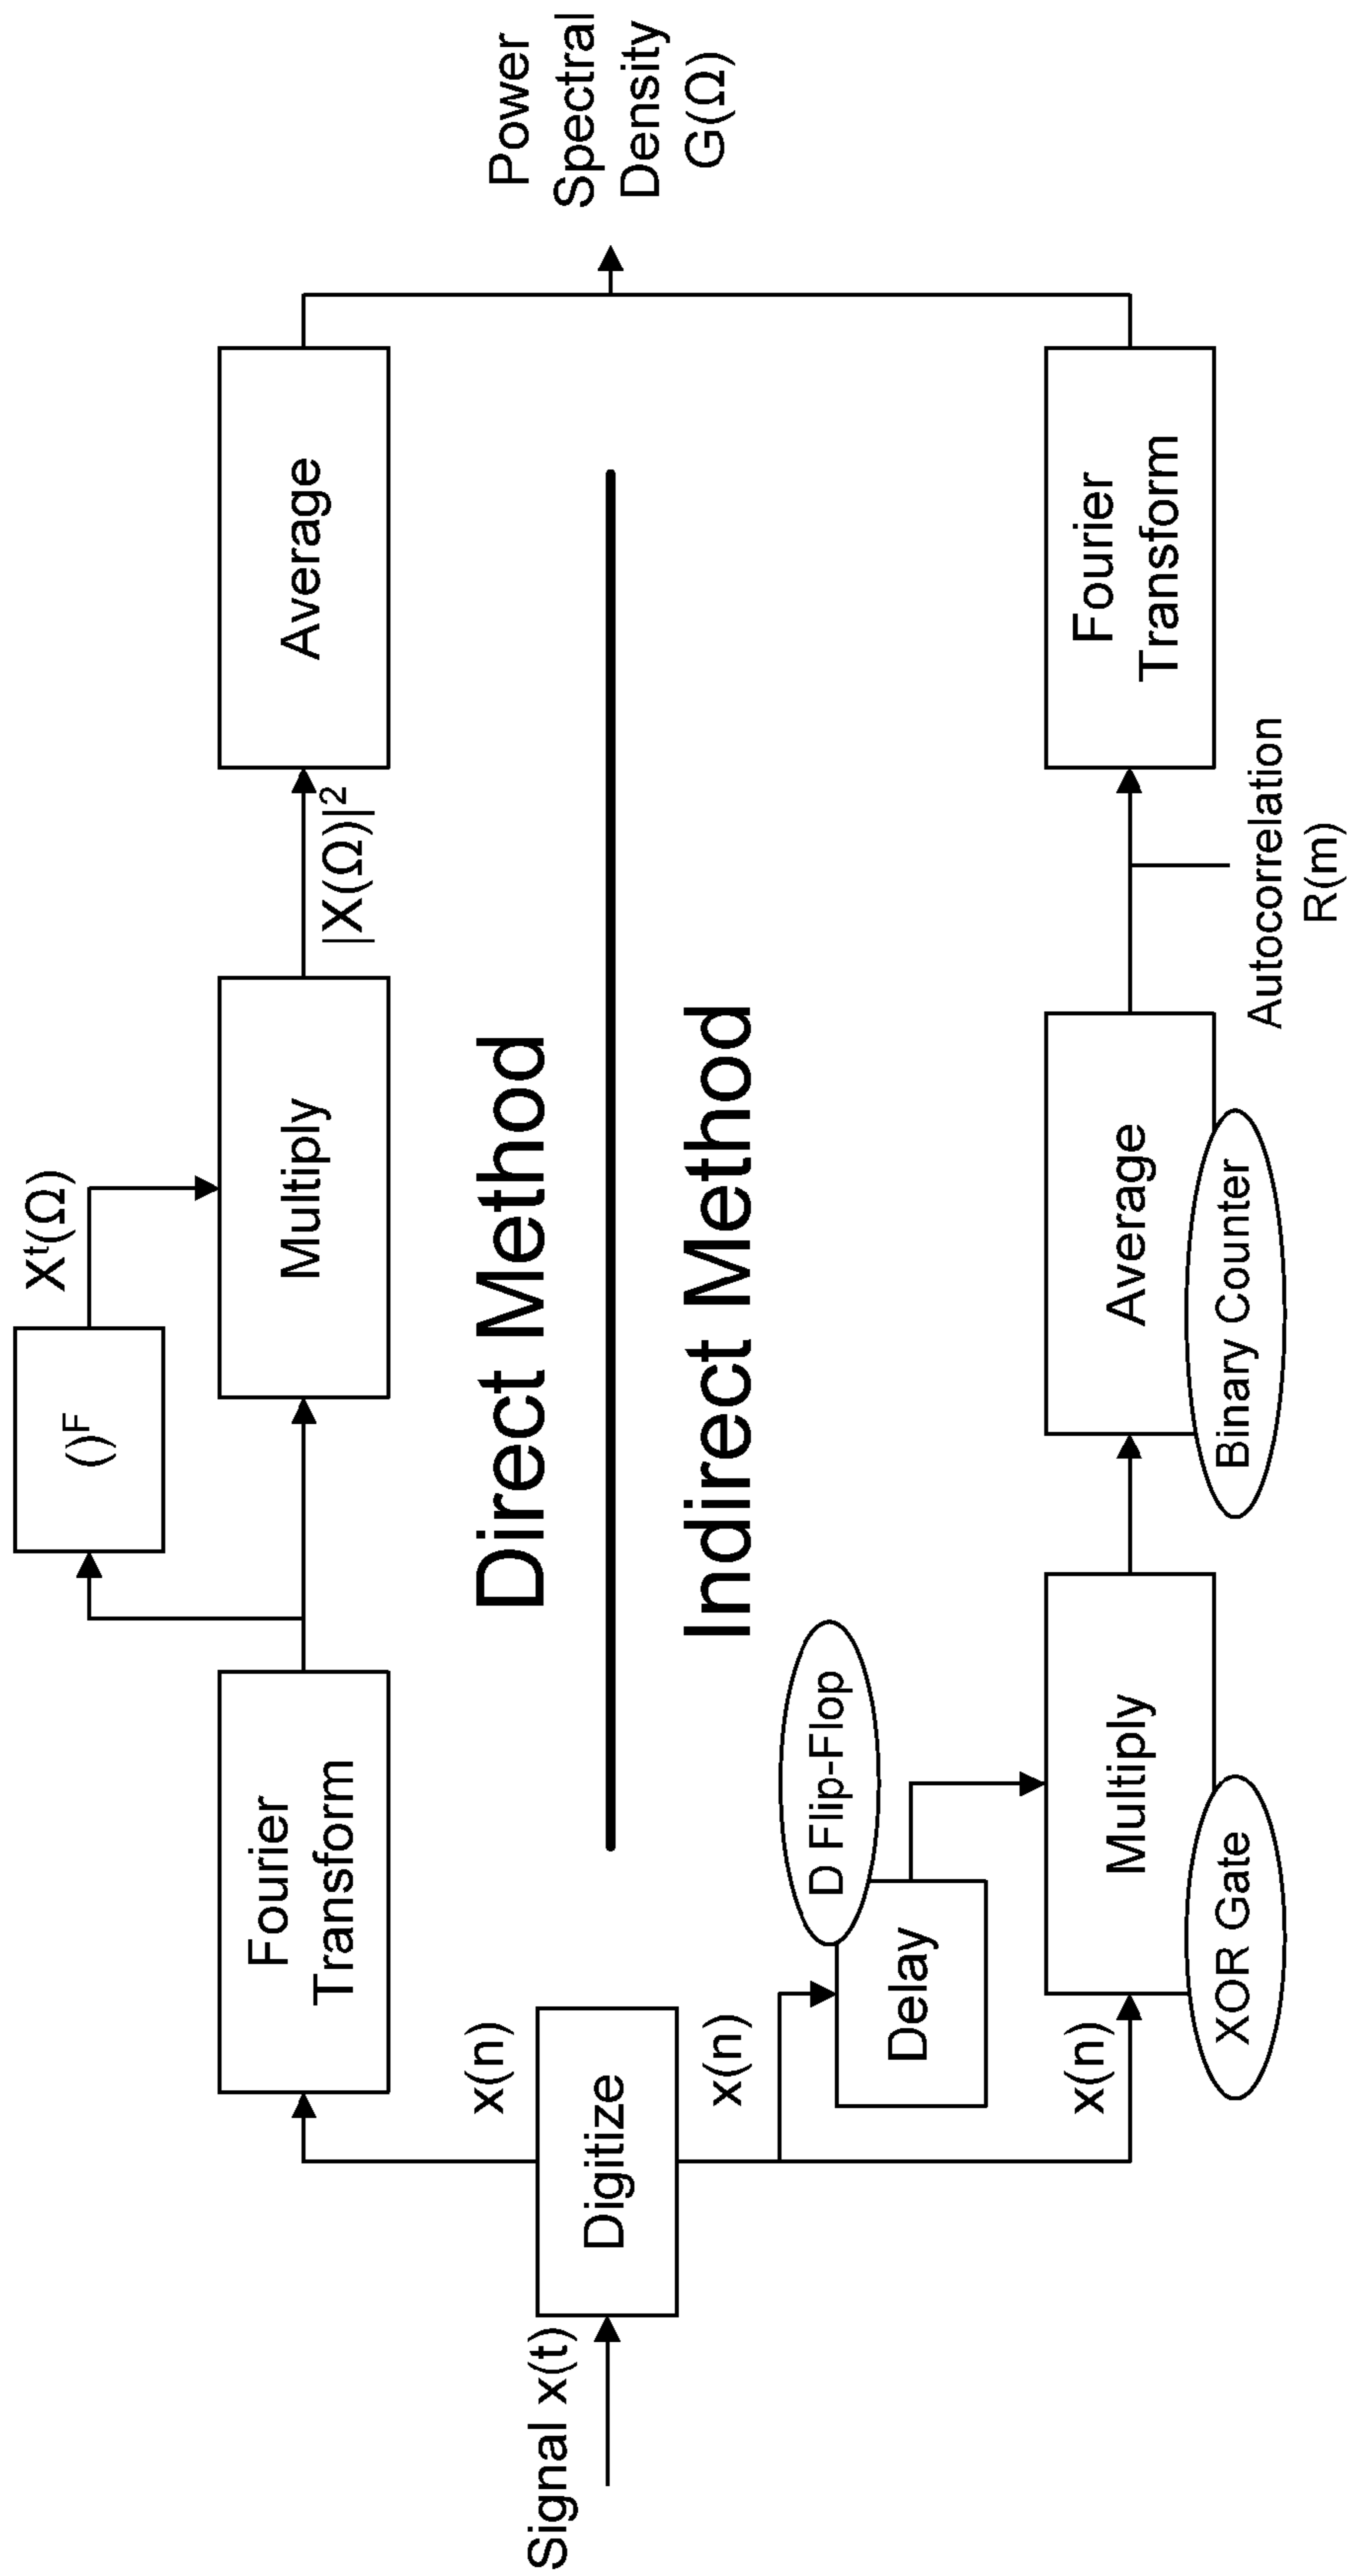 Signal x(t)
Digitize
x(n)
Fourier
Transform
()ᶠ
Xᵗ(Ω)
Multiply
|X(Ω)|²
Average
Direct Method
Power
Spectral
Density
G(Ω)
Indirect Method
x(n)
Delay
D Flip-Flop
x(n)
Multiply
XOR Gate
Average
Binary Counter
Autocorrelation
R(m)
Fourier
Transform